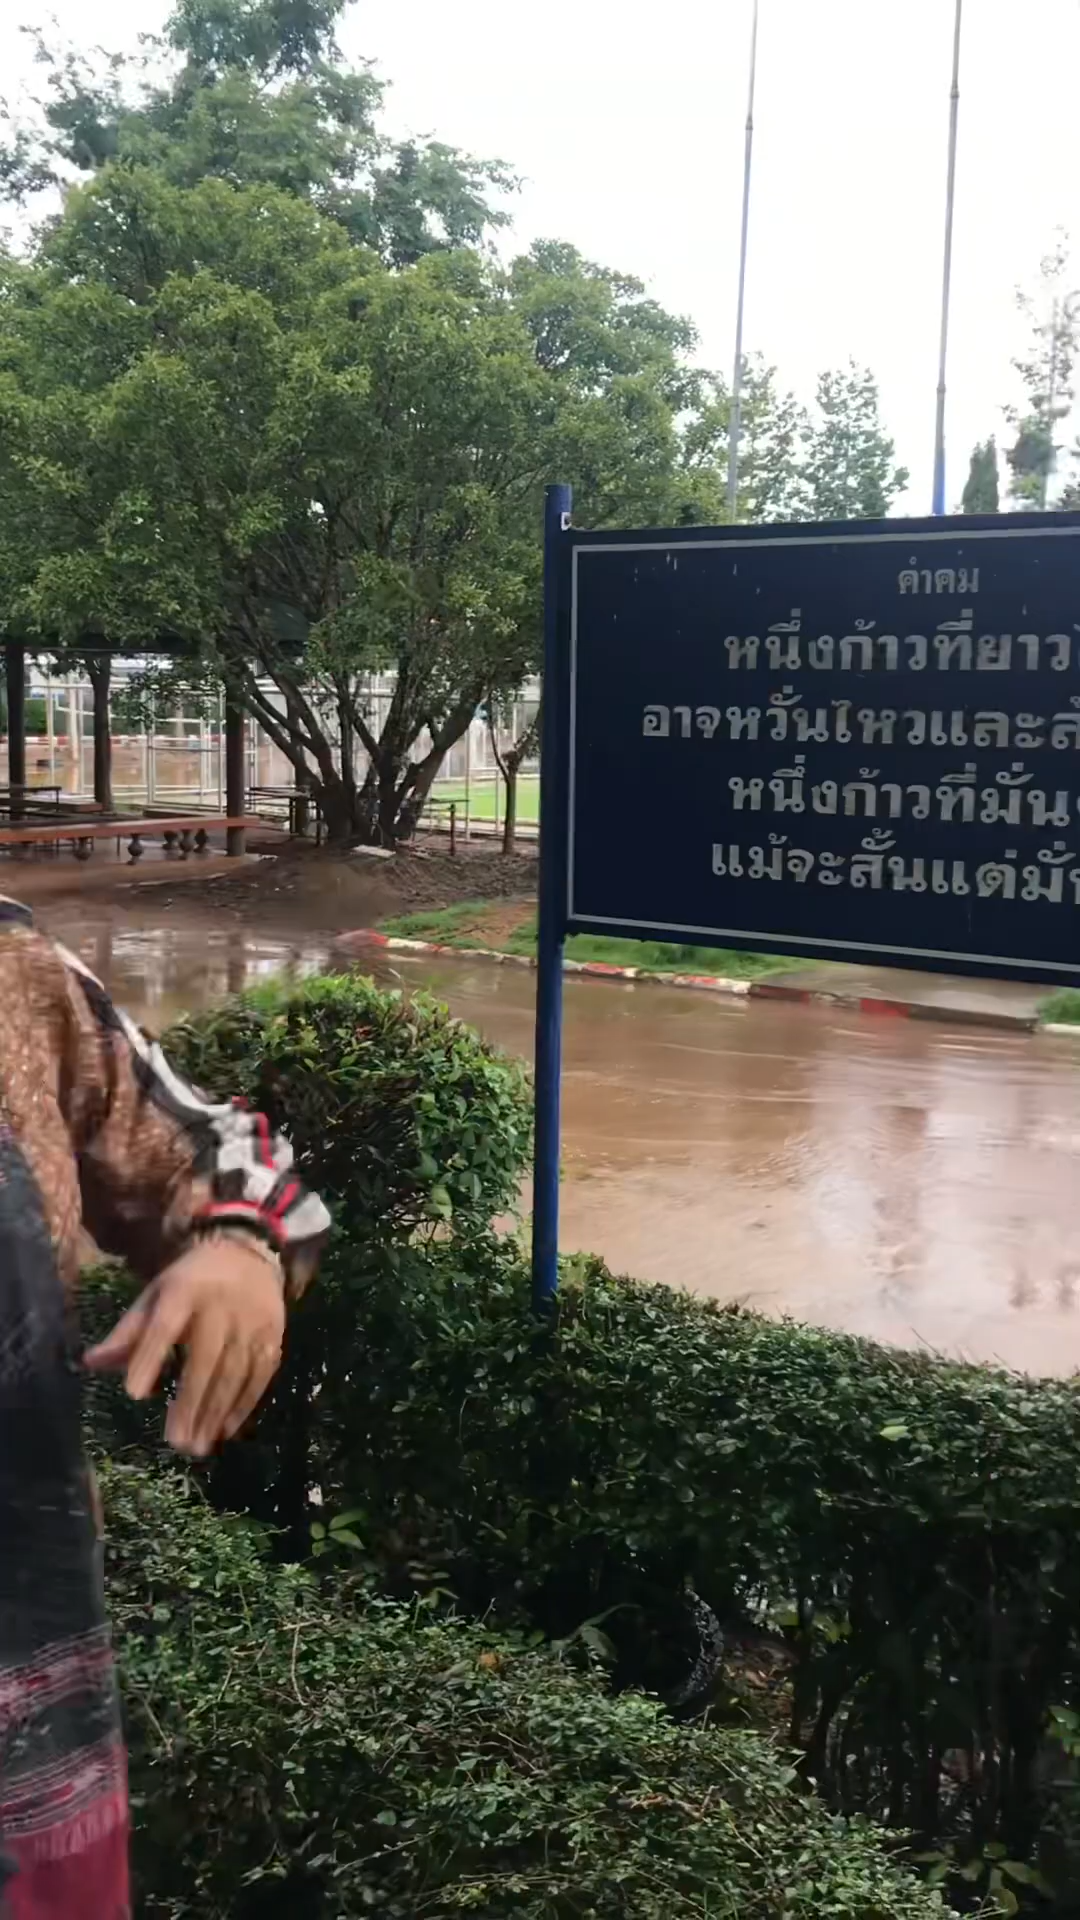 คำคม
หนึ่งก้าวที่ยาว
อาจหวั่นไหวและ
หนึ่งก้าวที่มั่น
แม้จะสั้นแต่